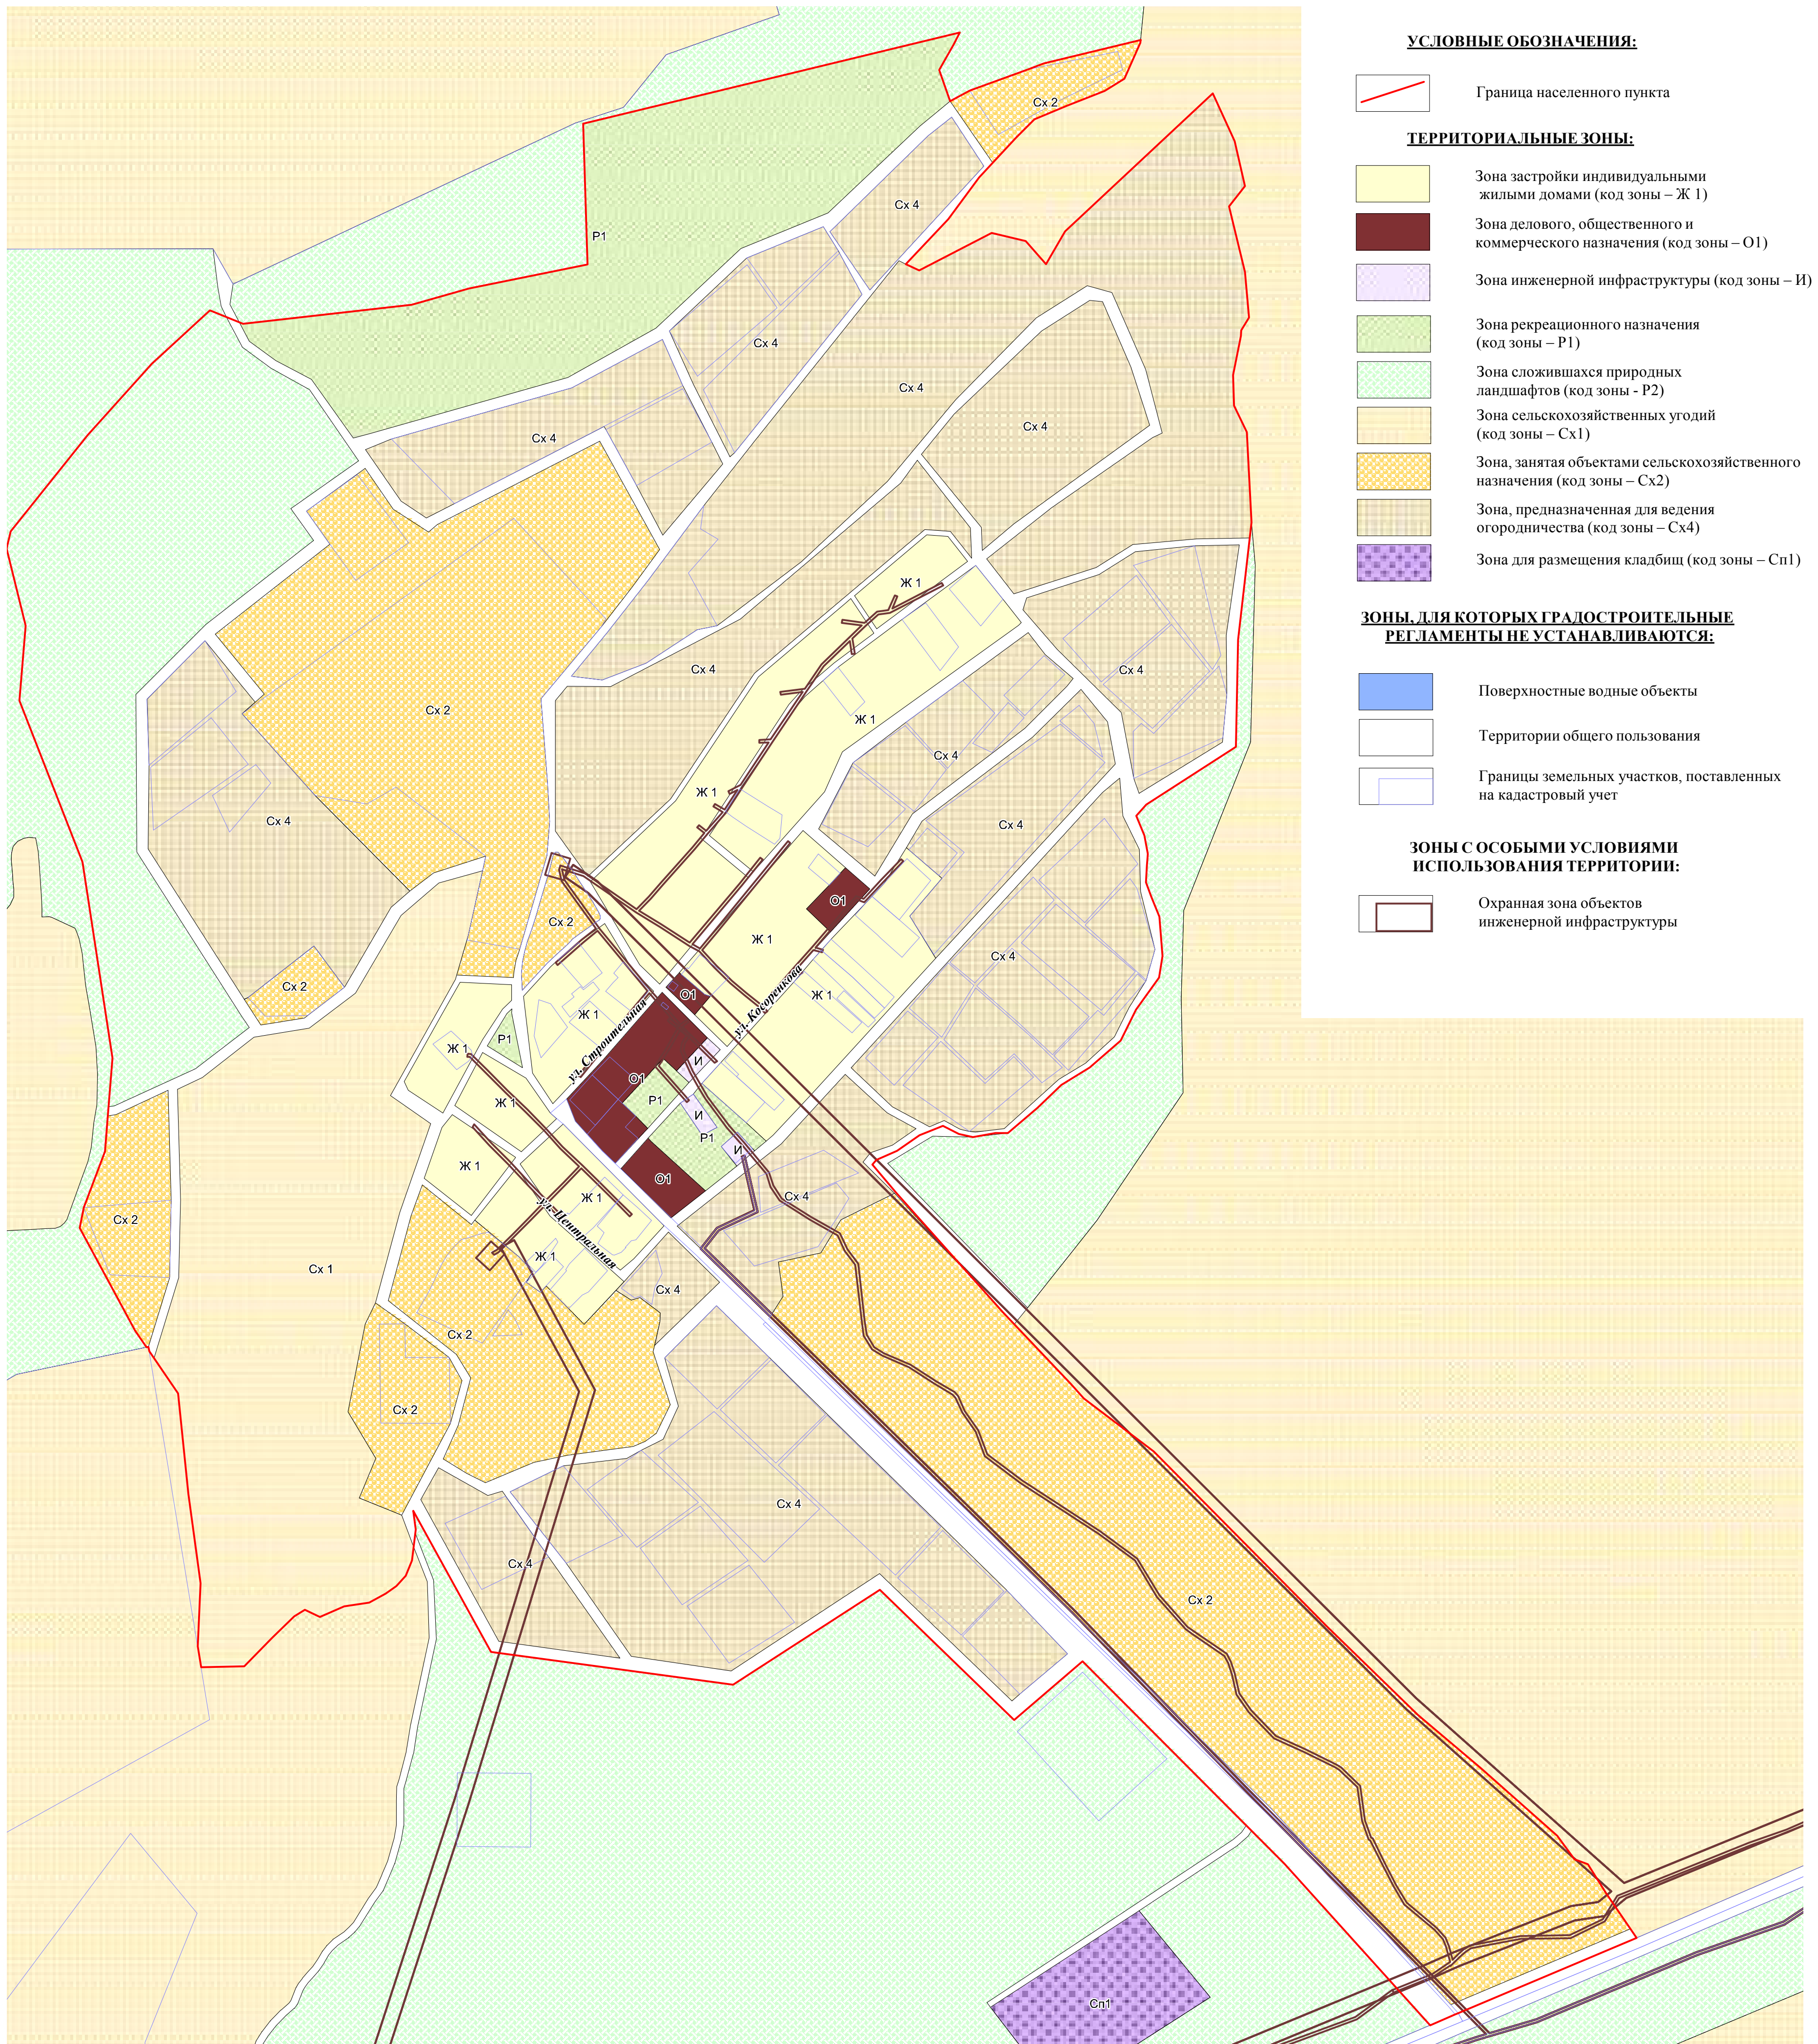 УСЛОВНЫЕ ОБОЗНАЧЕНИЯ:
Граница населенного пункта
ТЕРРИТОРИАЛЬНЫЕ ЗОНЫ:
Зона застройки индивидуальными
жилыми домами (код зоны – Ж 1)
Зона делового, общественного и
коммерческого назначения (код зоны – О1)
Зона инженерной инфраструктуры (код зоны – И)
Зона рекреационного назначения
(код зоны – Р1)
Зона сложившихся природных
ландшафтов (код зоны - Р2)
Зона сельскохозяйственных угодий
(код зоны – Сх1)
Зона, занятая объектами сельскохозяйственного
назначения (код зоны – Сх2)
Зона, предназначенная для ведения
огородничества (код зоны – Сх4)
Зона для размещения кладбищ (код зоны – Сп1)
ЗОНЫ, ДЛЯ КОТОРЫХ ГРАДОСТРОИТЕЛЬНЫЕ
РЕГЛАМЕНТЫ НЕ УСТАНАВЛИВАЮТСЯ:
Поверхностные водные объекты
Территории общего пользования
Границы земельных участков, поставленных
на кадастровый учет
ЗОНЫ С ОСОБЫМИ УСЛОВИЯМИ
ИСПОЛЬЗОВАНИЯ ТЕРРИТОРИИ:
Охранная зона объектов
инженерной инфраструктуры
Сх 2
Сх 4
Р1
Сх 4
Сх 4
Сх 4
Сх 4
Ж 1
Сх 4
Сх 4
Сх 2
Ж 1
Сх 4
Ж 1
Сх 4
Сх 4
О1
Сх 2
Ж 1
Сх 4
Сх 2
О1
Ж 1
ул. Косоренкова
Ж 1
ул. Строительная
Р1
Ж 1
И
О1
Р1
Ж 1
И
Р1
И
Ж 1
О1
Ж 1
Сх 4
ул. Центральная
Сх 2
Ж 1
Сх 1
Сх 4
Сх 2
Сх 2
Сх 4
Сх 4
Сх 2
Сп1